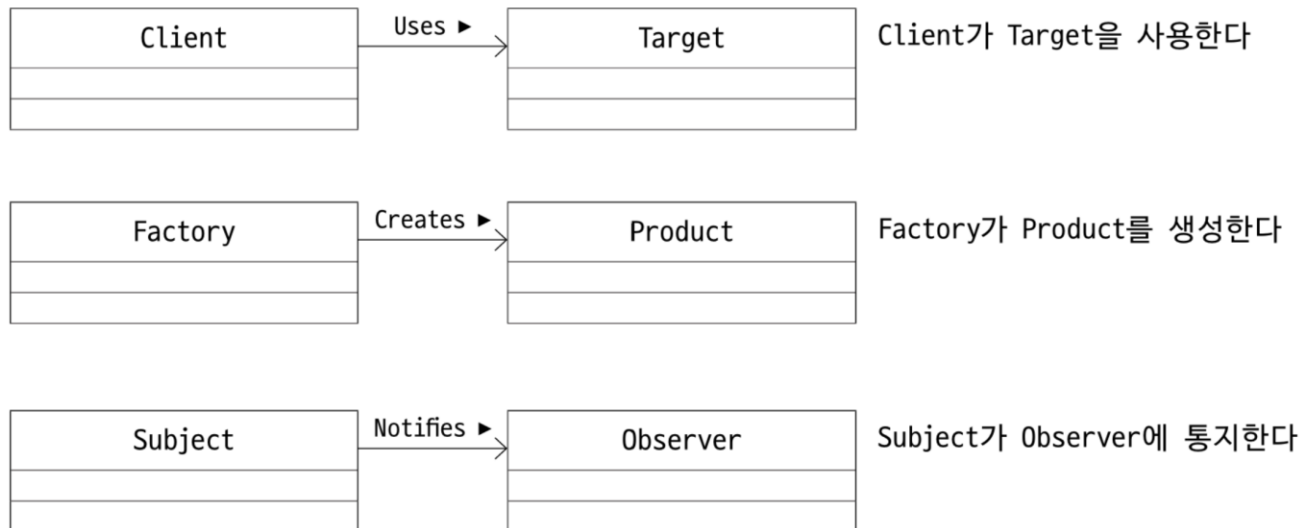 Client
Uses ►
Target
Client가 Target을 사용한다
Factory
Creates ►
Product
Factory가 Product를 생성한다
Subject
Notifies ►
Observer
Subject가 Observer에 통지한다